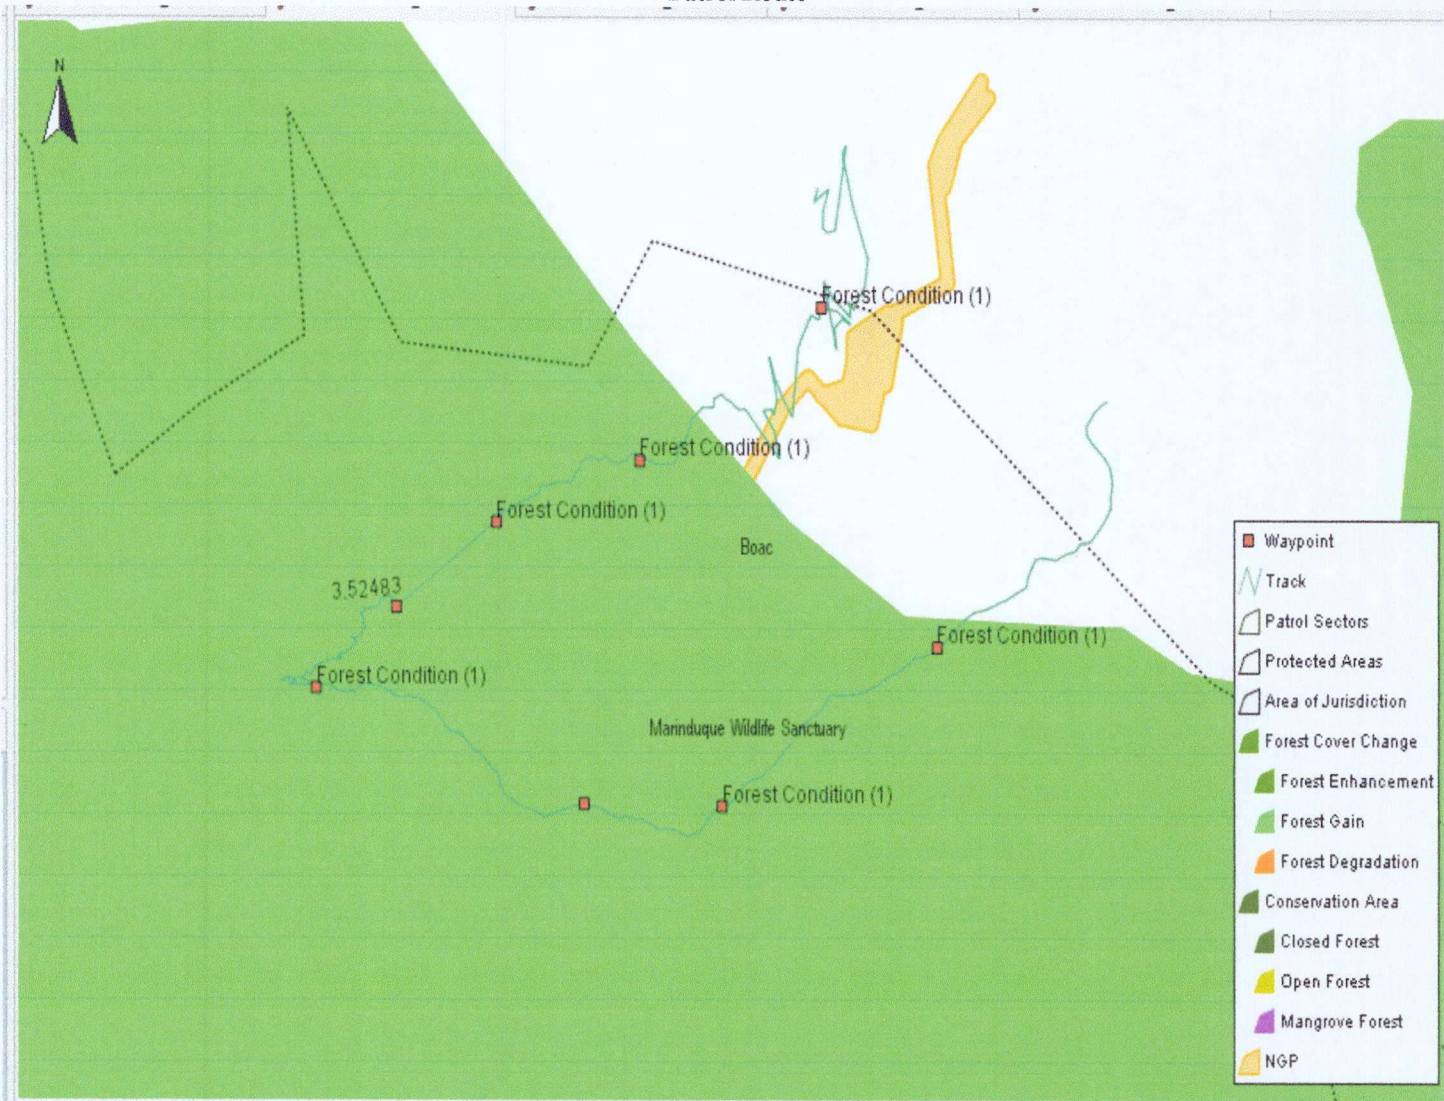 N
Forest Condition (1)
Forest Condition (1)
Forest Condition (1)
Boac
3.52483
Forest Condition (1)
Forest Condition (1)
Marinduque Wildlife Sanctuary
Forest Condition (1)
Waypoint
Track
Patrol Sectors
Protected Areas
Area of Jurisdiction
Forest Cover Change
Forest Enhancement
Forest Gain
Forest Degradation
Conservation Area
Closed Forest
Open Forest
Mangrove Forest
NGP